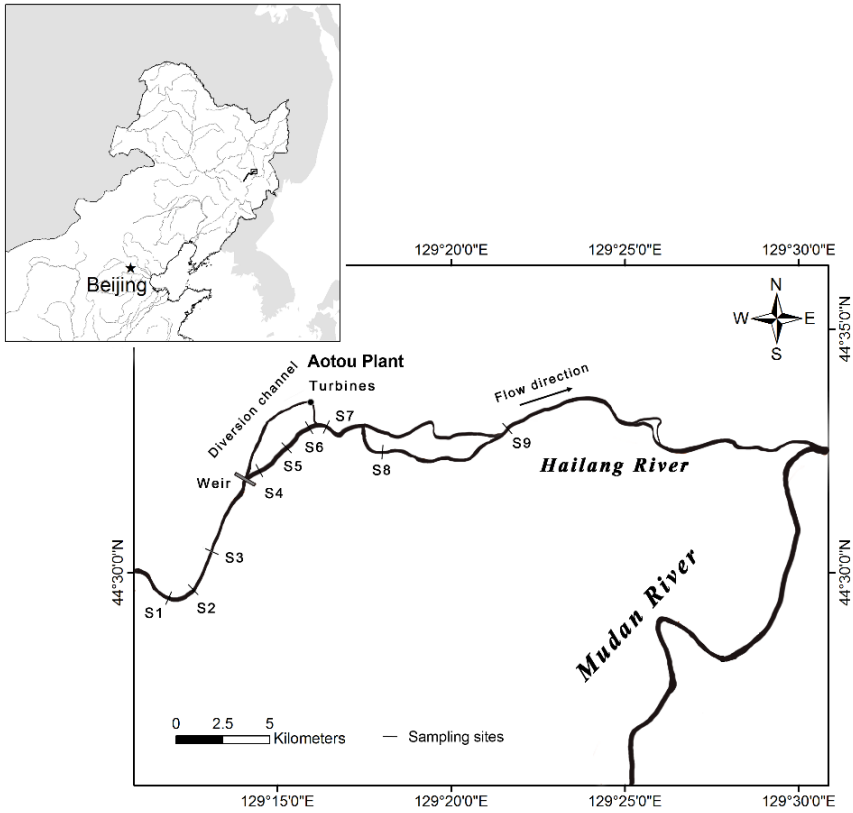 Beijing
129°20'0"E
129°25'0"E
129°30'0"E
N
W
E
S
44°35'0"N
Aotou Plant
Turbines
Diversion channel
Flow direction
S7
S6
S5
S9
S8
Weir
S4
Hailang River
S3
44°30'0"N
44°30'0"N
S1
S2
Mudan River
0 2.5 5
Kilometers
Sampling sites
129°15'0"E
129°20'0"E
129°25'0"E
129°30'0"E